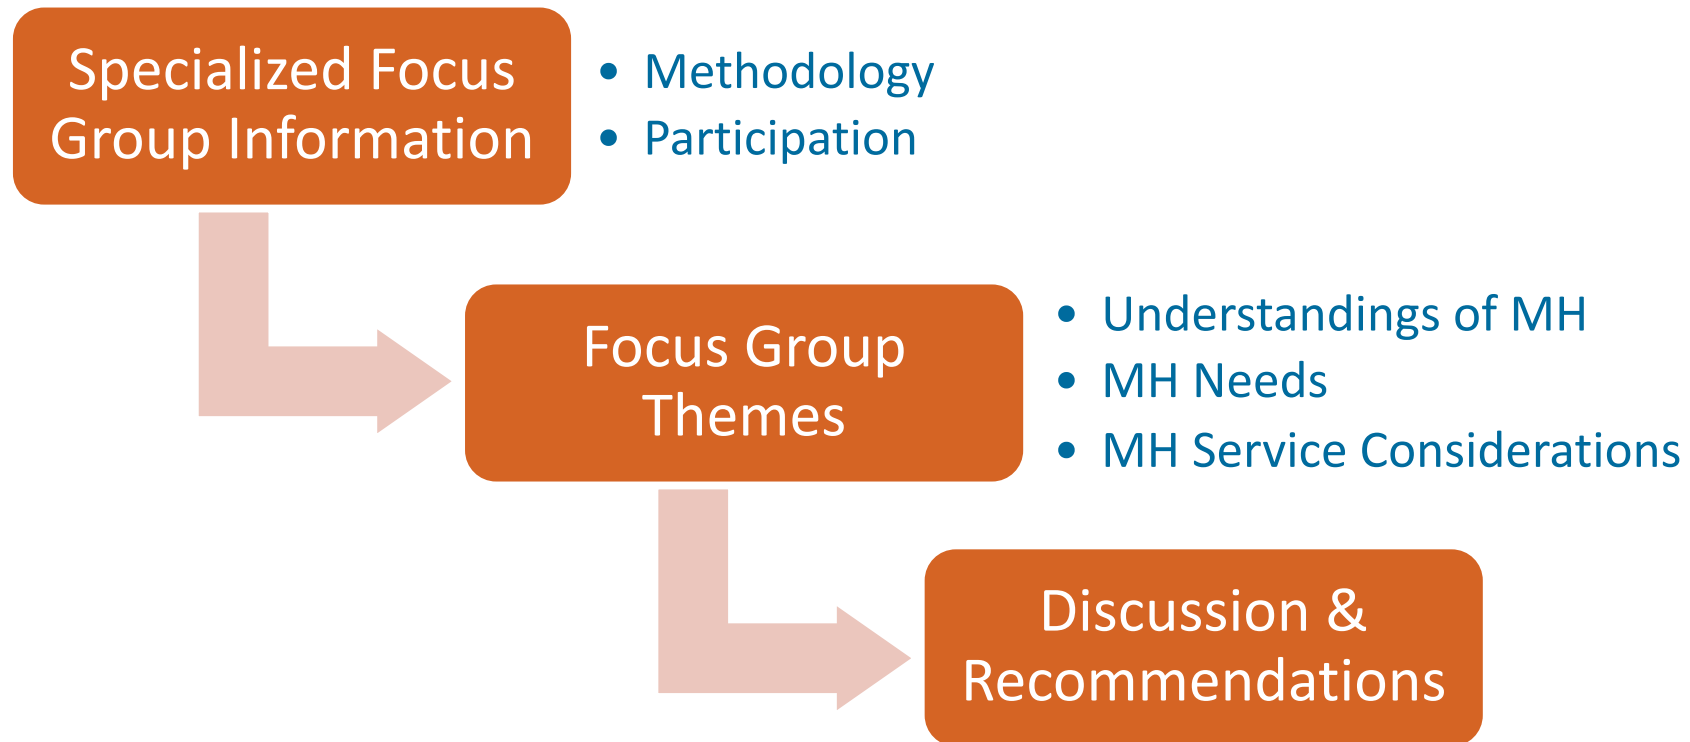 Specialized Focus
Group Information
• Methodology
• Participation
Focus Group
Themes
• Understandings of MH
• MH Needs
• MH Service Considerations
Discussion &
Recommendations